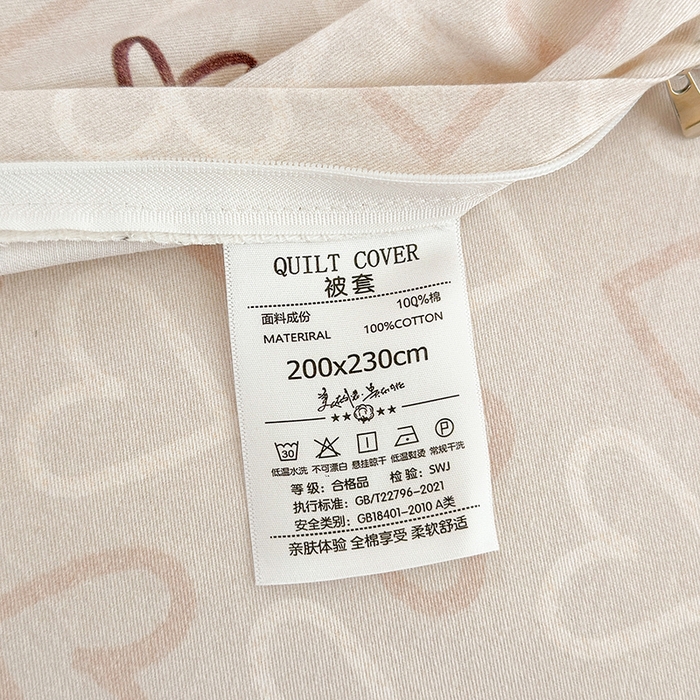 QUILT COVER
被套
面料成份 100%棉
MATERIRAL 100%COTTON
200x230cm
30 P
低温水洗 不可漂白 悬挂晾干 低温熨烫 常规干洗
等 级：合格品 检 验：SWJ
执行标准：GB/T22796-2021
安全类别：GB18401-2010 A类
亲肤体验 全棉享受 柔软舒适